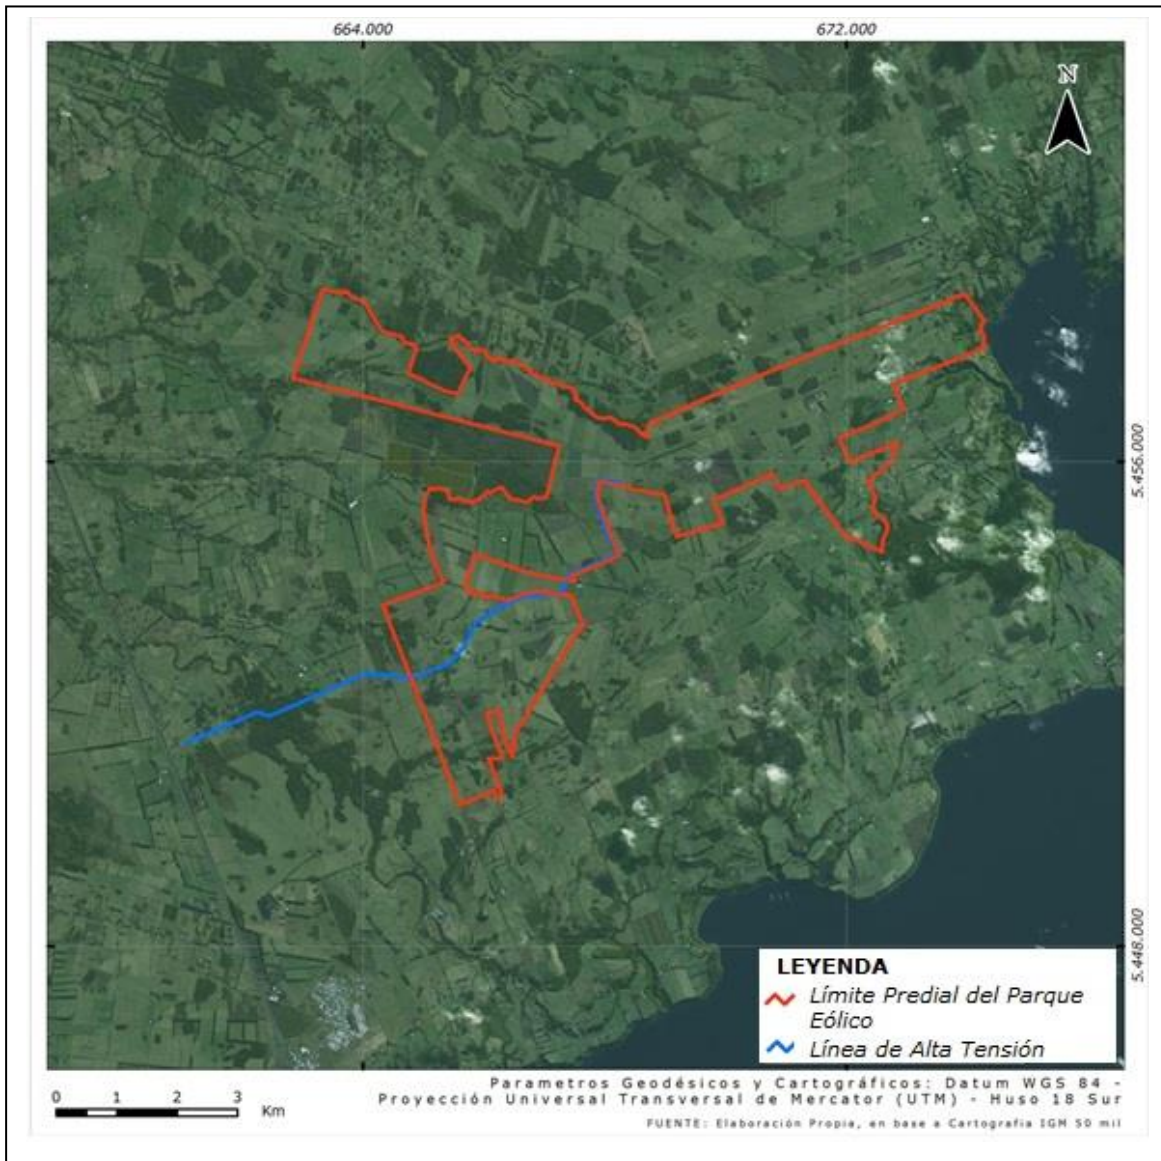 664.000 672.000
N
5.456.000
5.448.000
LEYENDA
Límite Predial del Parque
Eólico
Línea de Alta Tensión
0 1 2 3 Km
Parametros Geodésicos y Cartográficos: Datum WGS 84 -
Proyección Universal Transversal de Mercator (UTM) - Huso 18 Sur
FUENTE: Elaboración Propia, en base a Cartografia IGM 50 mil